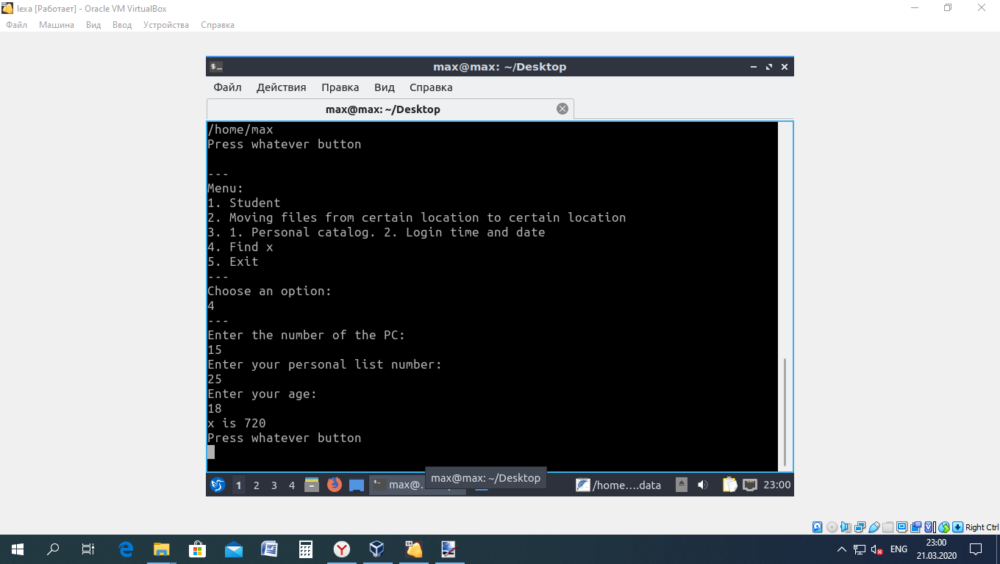 lexa [Работает] - Oracle VM VirtualBox
Файл Машина Вид Ввод Устройства Справка
max@max: ~/Desktop
Файл Действия Правка Вид Справка
max@max: ~/Desktop
/home/max
Press whatever button
---
Menu:
1. Student
2. Moving files from certain location to certain location
3. 1. Personal catalog. 2. Login time and date
4. Find x
5. Exit
---
Choose an option:
4
---
Enter the number of the PC:
15
Enter your personal list number:
25
Enter your age:
18
x is 720
Press whatever button
max@max: ~/Desktop
1 2 3 4 max@... /home….data 23:00
Right Ctrl
ENG 23:00
21.03.2020